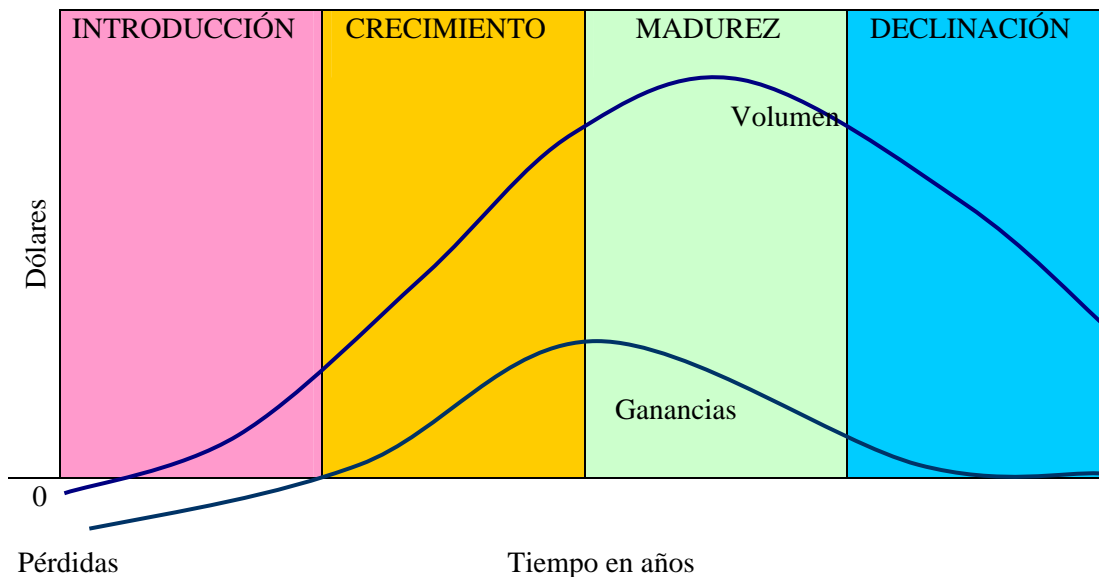 INTRODUCCIÓN
CRECIMIENTO
MADUREZ
DECLINACIÓN
Volumen
Dólares
Ganancias
0
Pérdidas
Tiempo en años